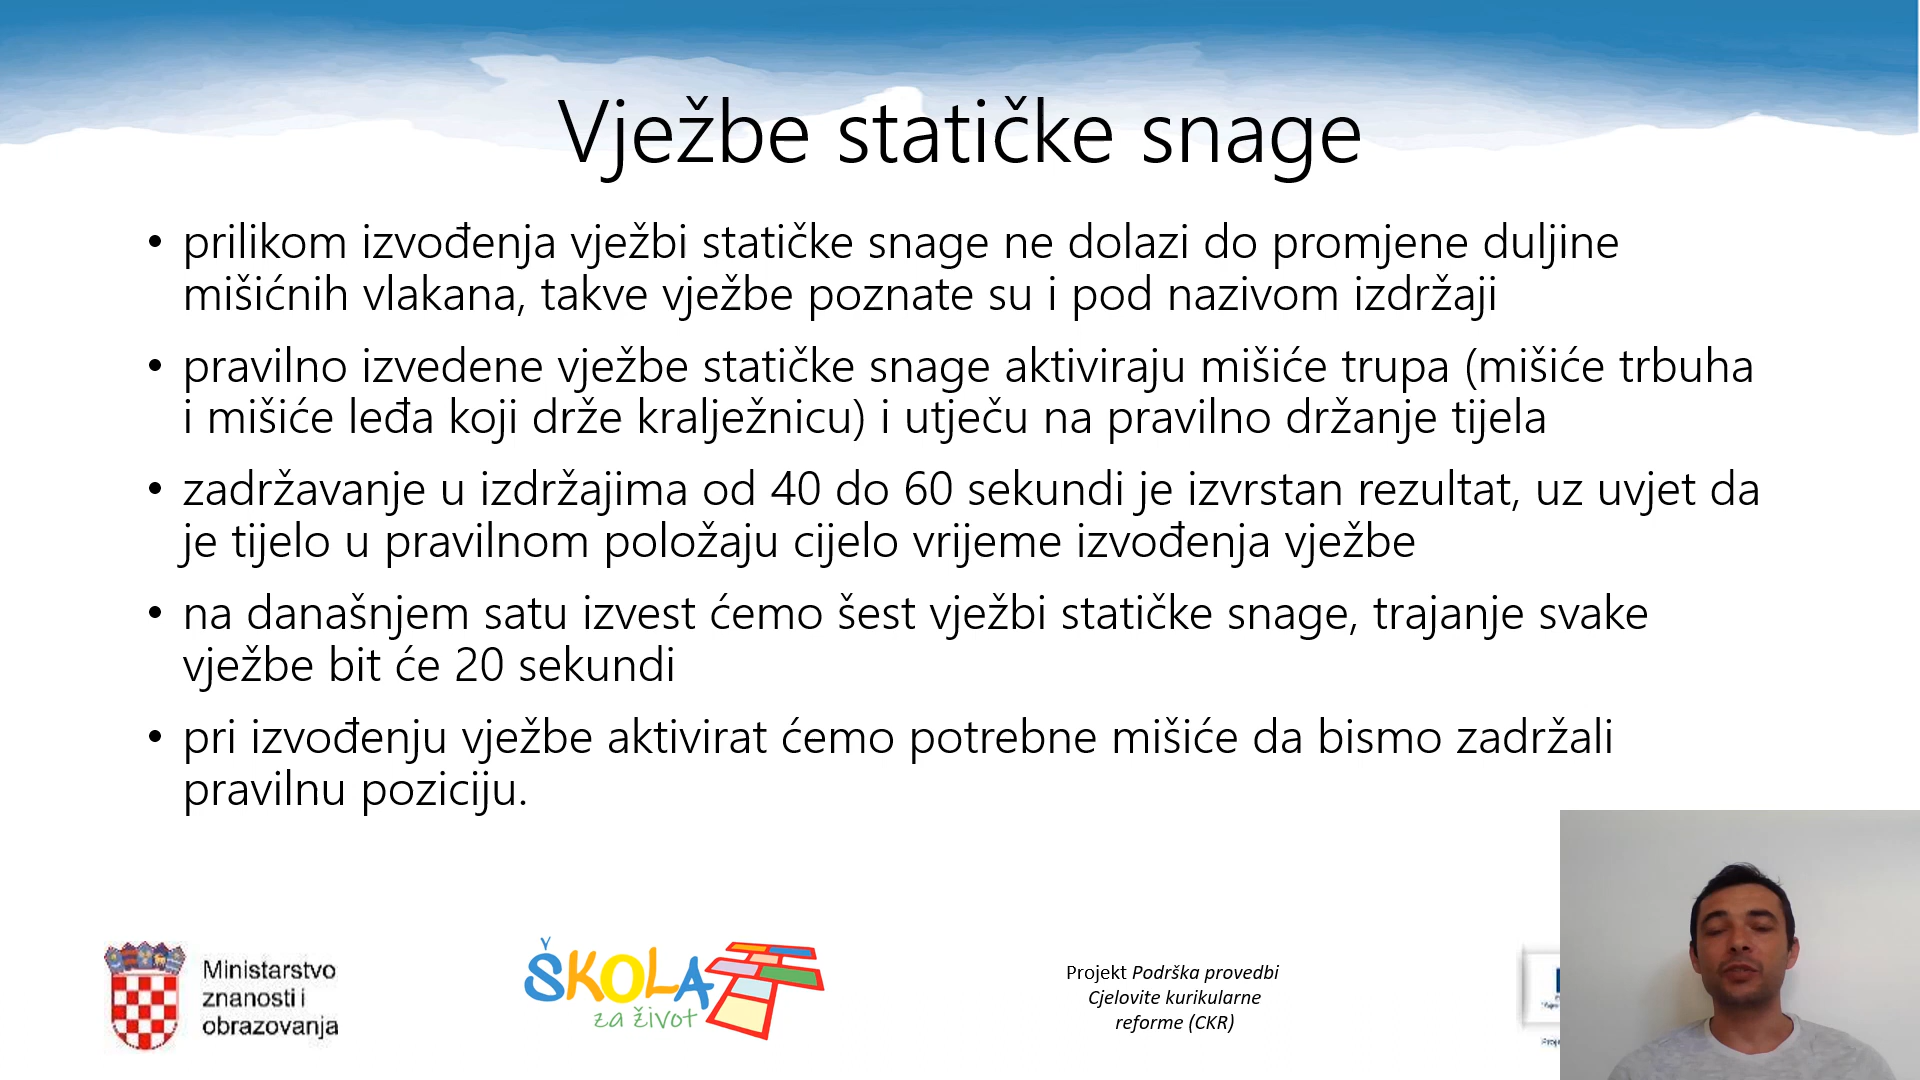 Vježbe statičke snage
• prilikom izvođenja vježbi statičke snage ne dolazi do promjene duljine
mišićnih vlakana, takve vježbe poznate su i pod nazivom izdržaji
• pravilno izvedene vježbe statičke snage aktiviraju mišiće trupa (mišiće trbuha
i mišiće leđa koji drže kralježnicu) i utječu na pravilno držanje tijela
• zadržavanje u izdržajima od 40 do 60 sekundi je izvrstan rezultat, uz uvjet da
je tijelo u pravilnom položaju cijelo vrijeme izvođenja vježbe
• na današnjem satu izvest ćemo šest vježbi statičke snage, trajanje svake
vježbe bit će 20 sekundi
• pri izvođenju vježbe aktivirat ćemo potrebne mišiće da bismo zadržali
pravilnu poziciju.
Ministarstvo
znanosti i
obrazovanja
ŠKOLA
za život
Projekt Podrška provedbi
Cjelovite kurikularne
reforme (CKR)